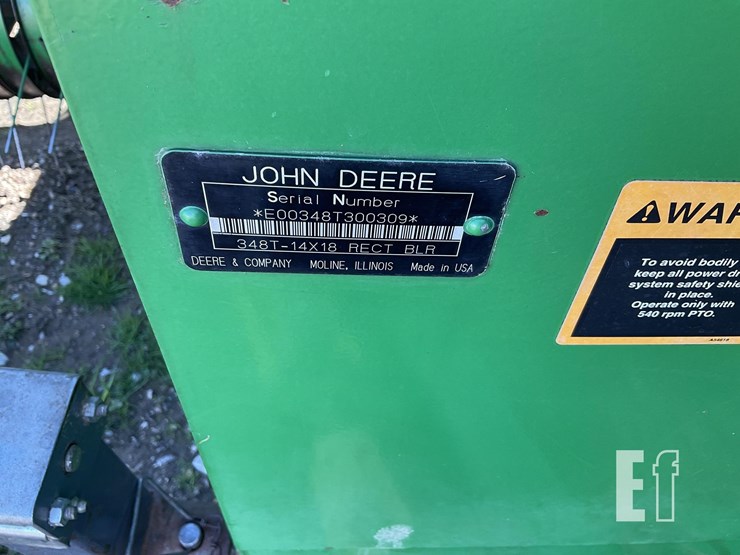 JOHN DEERE
Serial Number
*E00348T300309*
348T-14X18 RECT BLR
DEERE & COMPANY MOLINE, ILLINOIS Made in USA
To avoid bodily
keep all power
system safety
in place.
Operate only with
540 rpm PTO.
Ef